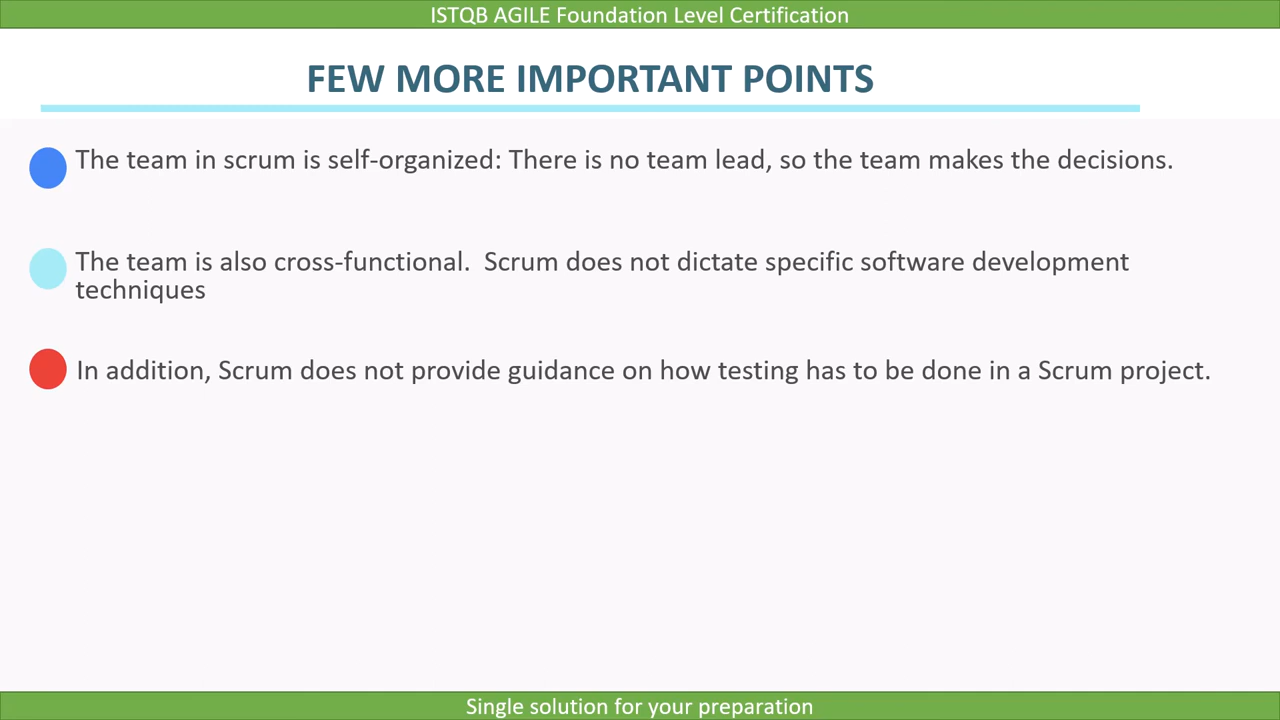 ISTQB AGILE Foundation Level Certification
FEW MORE IMPORTANT POINTS
The team in scrum is self-organized: There is no team lead, so the team makes the decisions.
The team is also cross-functional.  Scrum does not dictate specific software development
techniques
In addition, Scrum does not provide guidance on how testing has to be done in a Scrum project.
Single solution for your preparation